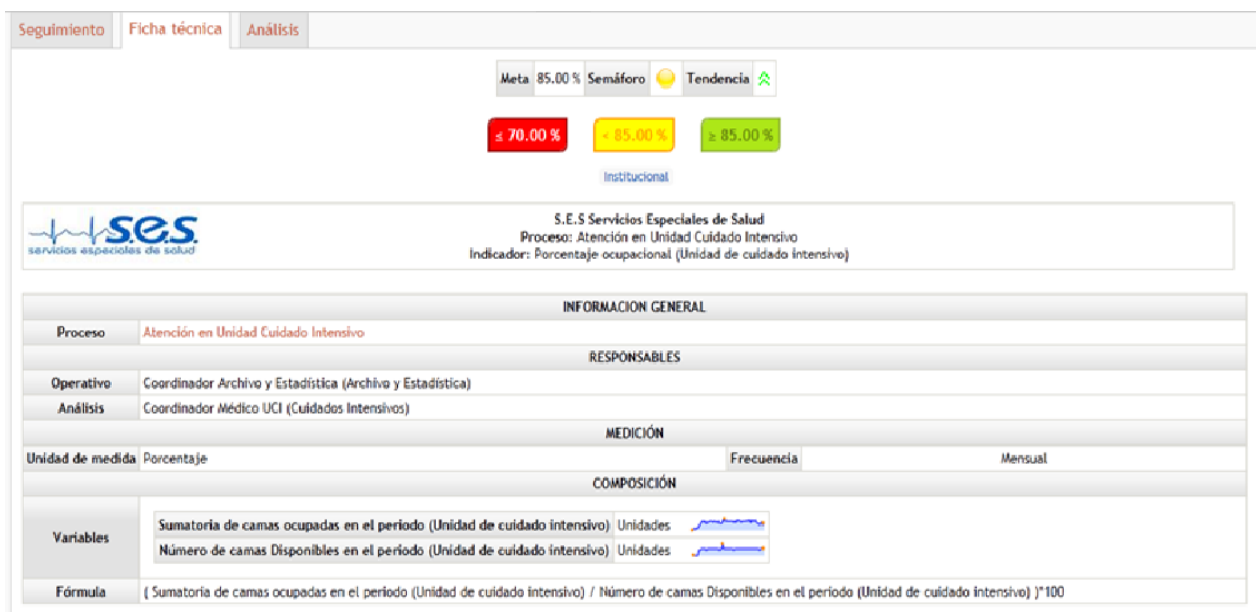 Seguimiento Ficha técnica Análisis
Meta 85.00 % Semáforo Tendencia
≤ 70.00 % < 85.00 % ≥ 85.00 %
Institucional
s.e.s.
servicios especiales de salud
S.E.S Servicios Especiales de Salud
Proceso: Atención en Unidad Cuidado Intensivo
Indicador: Porcentaje ocupacional (Unidad de cuidado intensivo)
INFORMACION GENERAL
Proceso Atención en Unidad Cuidado Intensivo
RESPONSABLES
Operativo Coordinador Archivo y Estadística (Archivo y Estadística)
Análisis Coordinador Médico UCI (Cuidados Intensivos)
MEDICIÓN
Unidad de medida Porcentaje Frecuencia Mensual
COMPOSICIÓN
Variables
Sumatoria de camas ocupadas en el periodo (Unidad de cuidado intensivo) Unidades
Número de camas Disponibles en el periodo (Unidad de cuidado intensivo) Unidades
Fórmula ( Sumatoria de camas ocupadas en el periodo (Unidad de cuidado intensivo) / Número de camas Disponibles en el periodo (Unidad de cuidado intensivo) )*100